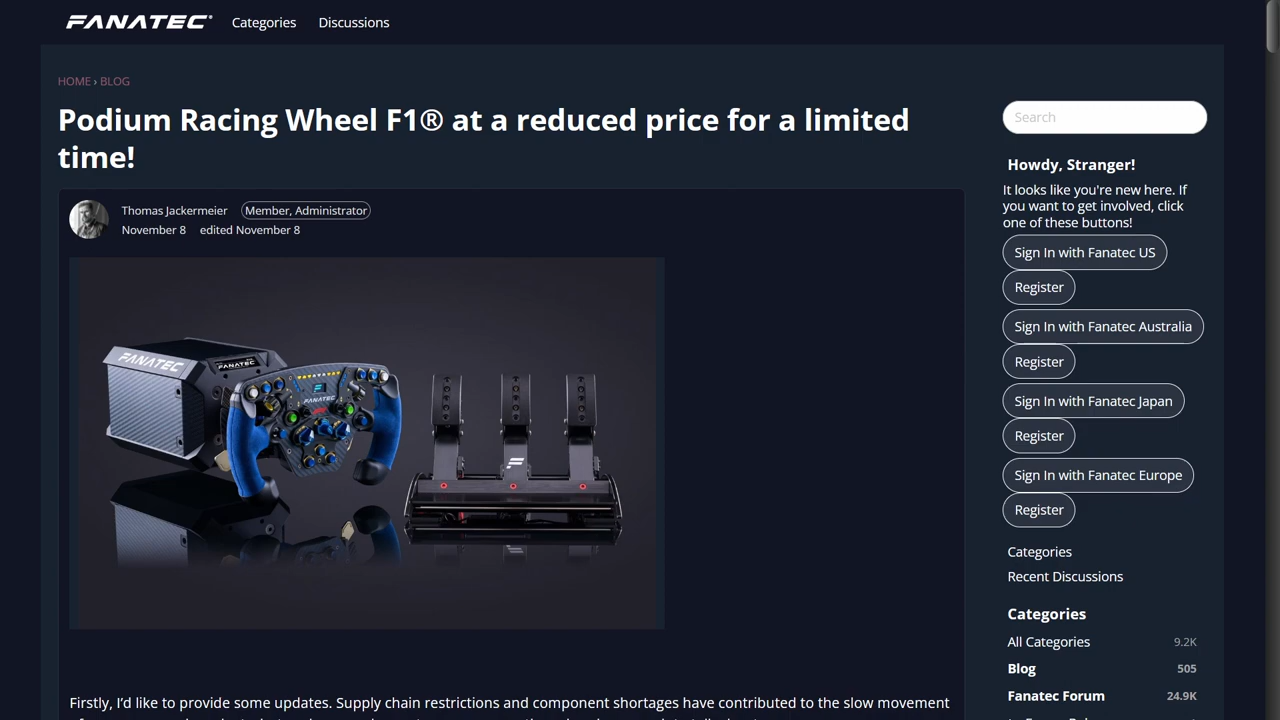 FANATEC
Categories
Discussions
HOME › BLOG
Podium Racing Wheel F1® at a reduced price for a limited
time!
Thomas Jackermeier
Member, Administrator
November 8
edited November 8
FANATEC
FANATEC
FANATEC
Firstly, I'd like to provide some updates. Supply chain restrictions and component shortages have contributed to the slow movement
Search
Howdy, Stranger!
It looks like you're new here. If
you want to get involved, click
one of these buttons!
Sign In with Fanatec US
Register
Sign In with Fanatec Australia
Register
Sign In with Fanatec Japan
Register
Sign In with Fanatec Europe
Register
Categories
Recent Discussions
Categories
All Categories 9.2K
Blog 505
Fanatec Forum 24.9K